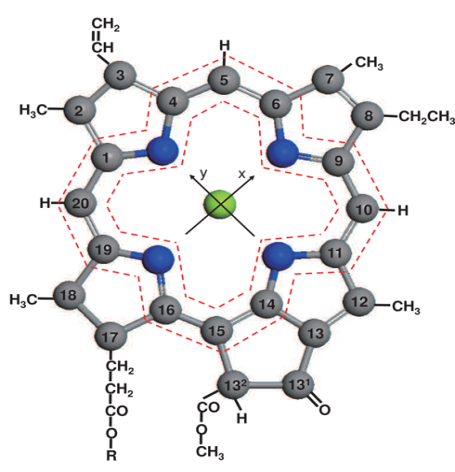 CH₂
CH
H
3
5
7
CH₃
4
6
H₃C
2
8
CH₂CH₃
1
9
y
x
H
20
10
H
19
11
H₃C
18
16
14
12
CH₃
15
17
13
CH₂
13²
13¹
CH₂
CO
H
O
CO
O
O
CH₃
R